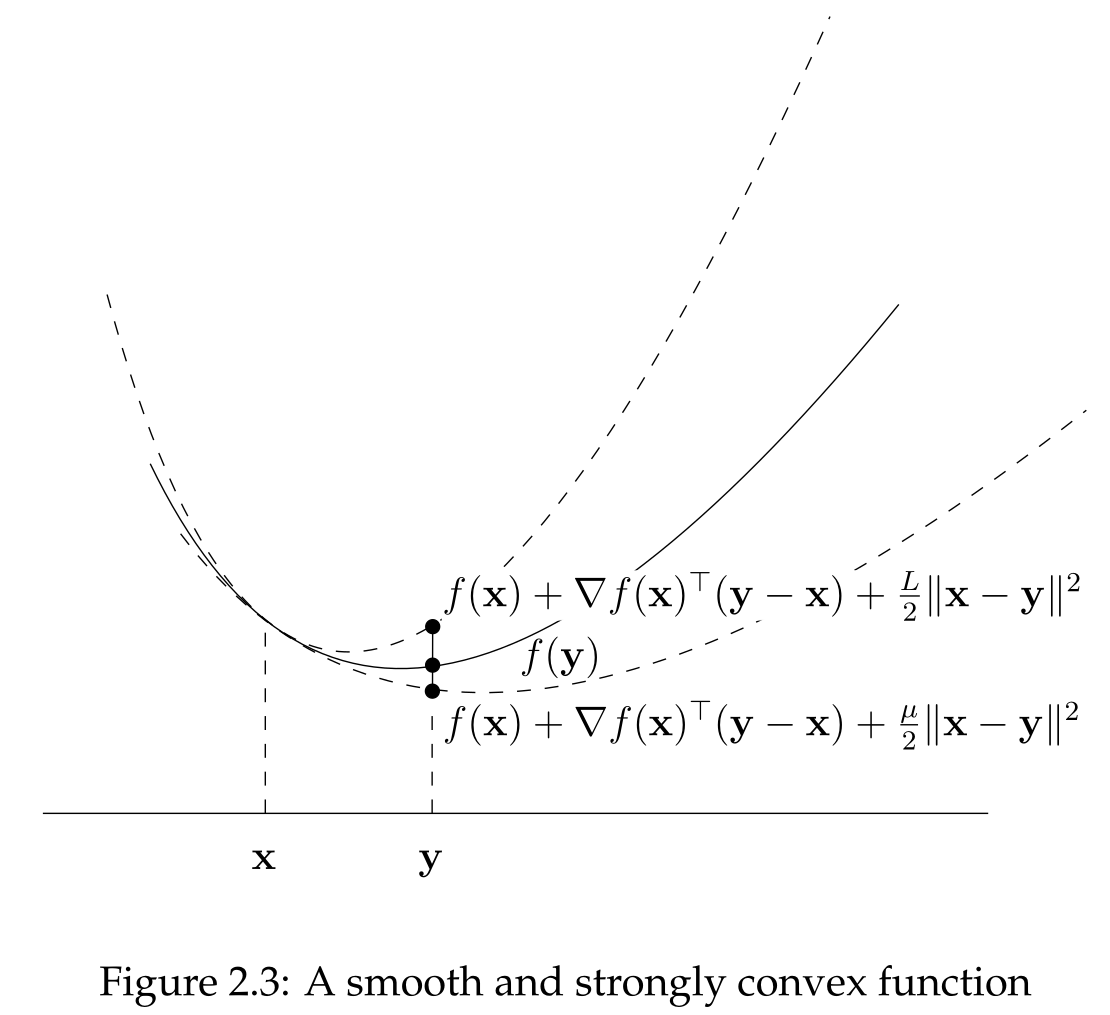 f(𝐱) + ∇f(𝐱)⊤(𝐲 − 𝐱) + L/2‖𝐱 − 𝐲‖²
f(𝐲)
f(𝐱) + ∇f(𝐱)⊤(𝐲 − 𝐱) + μ/2‖𝐱 − 𝐲‖²
𝐱 𝐲
Figure 2.3: A smooth and strongly convex function